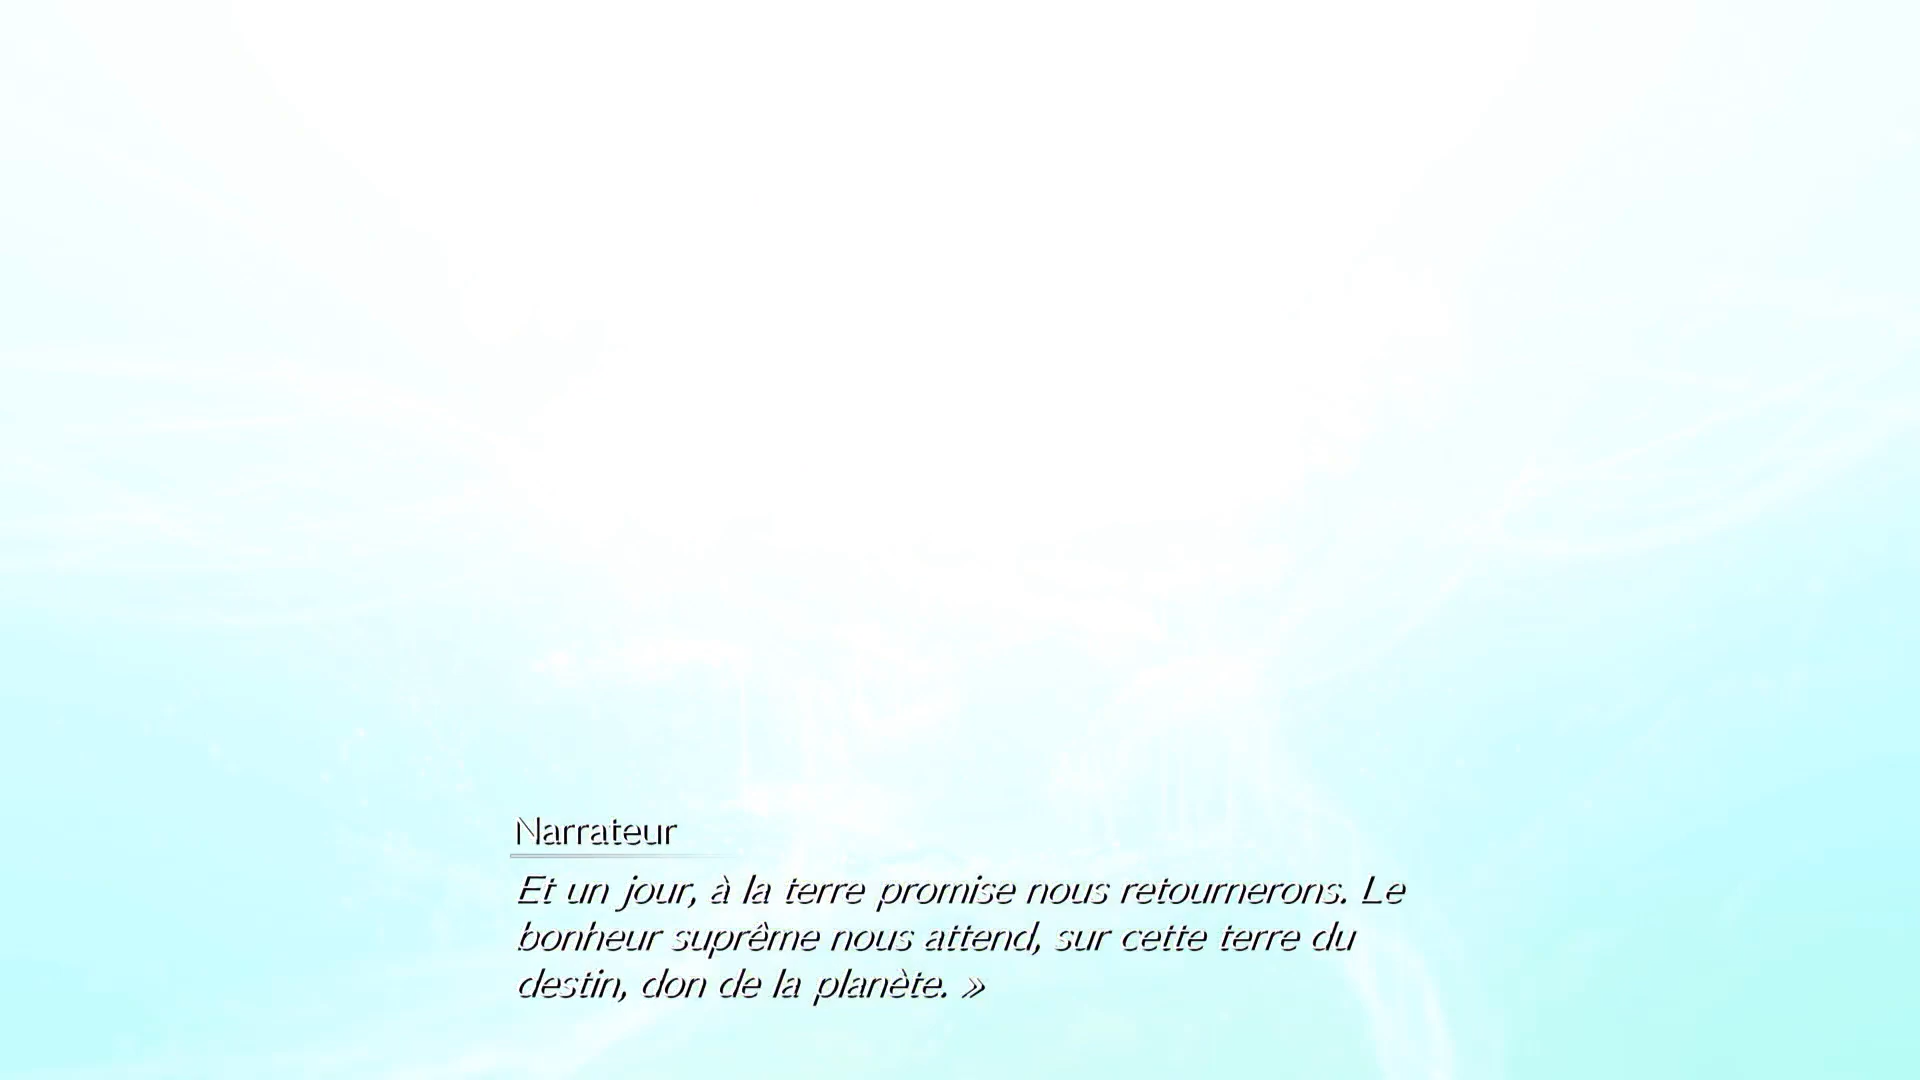 Narrateur
Et un jour, à la terre promise nous retournerons. Le
bonheur suprême nous attend, sur cette terre du
destin, don de la planète. »